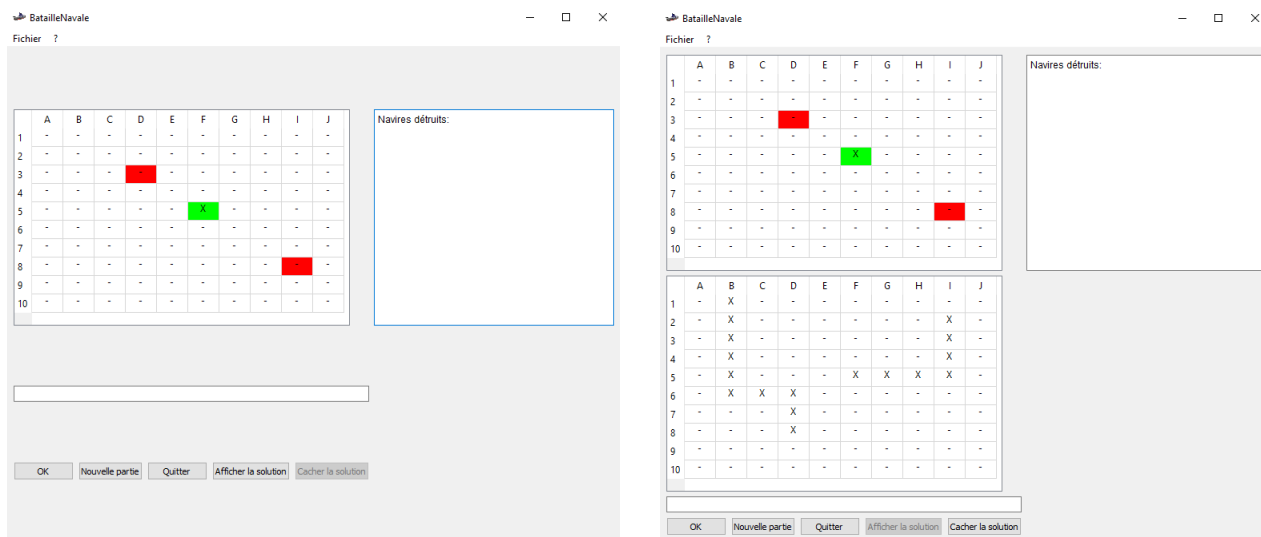 BatailleNavale
Fichier ?
A B C D E F G H I J
1 - - - - - - - - - -
2 - - - - - - - - - -
3 - - - - - - - - - -
4 - - - - - - - - - -
5 - - - - - X - - - -
6 - - - - - - - - - -
7 - - - - - - - - - -
8 - - - - - - - - - -
9 - - - - - - - - - -
10 - - - - - - - - - -
Navires détruits:
OK Nouvelle partie Quitter Afficher la solution Cacher la solution
BatailleNavale
Fichier ?
A B C D E F G H I J
1 - - - - - - - - - -
2 - - - - - - - - - -
3 - - - - - - - - - -
4 - - - - - - - - - -
5 - - - - - X - - - -
6 - - - - - - - - - -
7 - - - - - - - - - -
8 - - - - - - - - - -
9 - - - - - - - - - -
10 - - - - - - - - - -
Navires détruits:
A B C D E F G H I J
1 - X - - - - - - - -
2 - X - - - - - - X -
3 - X - - - - - - X -
4 - X - - - - - - X -
5 - X - - - X X X X -
6 - X X X - - - - - -
7 - - - X - - - - - -
8 - - - X - - - - - -
9 - - - - - - - - - -
10 - - - - - - - - - -
OK Nouvelle partie Quitter Afficher la solution Cacher la solution